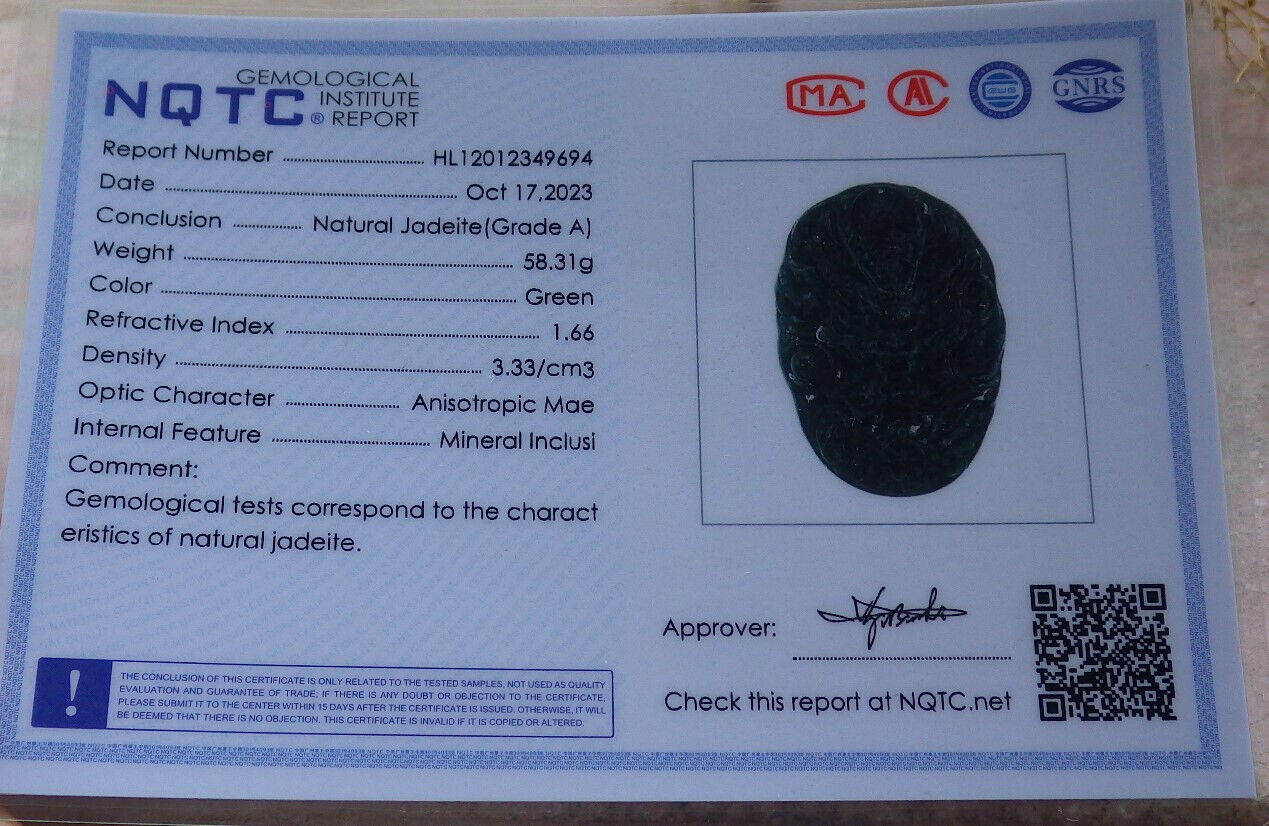 GEMOLOGICAL
NQTC® INSTITUTE
REPORT
MA
AL
GNRS
Report Number ........ HL12012349694
Date ........ Oct 17,2023
Conclusion ........ Natural Jadeite(Grade A)
Weight ........ 58.31g
Color ........ Green
Refractive Index ........ 1.66
Density ........ 3.33/cm3
Optic Character ........ Anisotropic Mae
Internal Feature ........ Mineral Inclusi
Comment:
Gemological tests correspond to the charact
eristics of natural jadeite.
Approver:
Check this report at NQTC.net
!
THE CONCLUSION OF THIS CERTIFICATE IS ONLY RELATED TO THE TESTED SAMPLES, NOT USED AS QUALITY
EVALUATION AND GUARANTEE OF TRADE; IF THERE IS ANY DOUBT OR OBJECTION TO THE CERTIFICATE,
PLEASE SUBMIT IT TO THE CENTER WITHIN 15 DAYS AFTER THE CERTIFICATE IS ISSUED. OTHERWISE, IT WILL
BE DEEMED THAT THERE IS NO OBJECTION. THIS CERTIFICATE IS INVALID IF IT IS COPIED OR ALTERED.